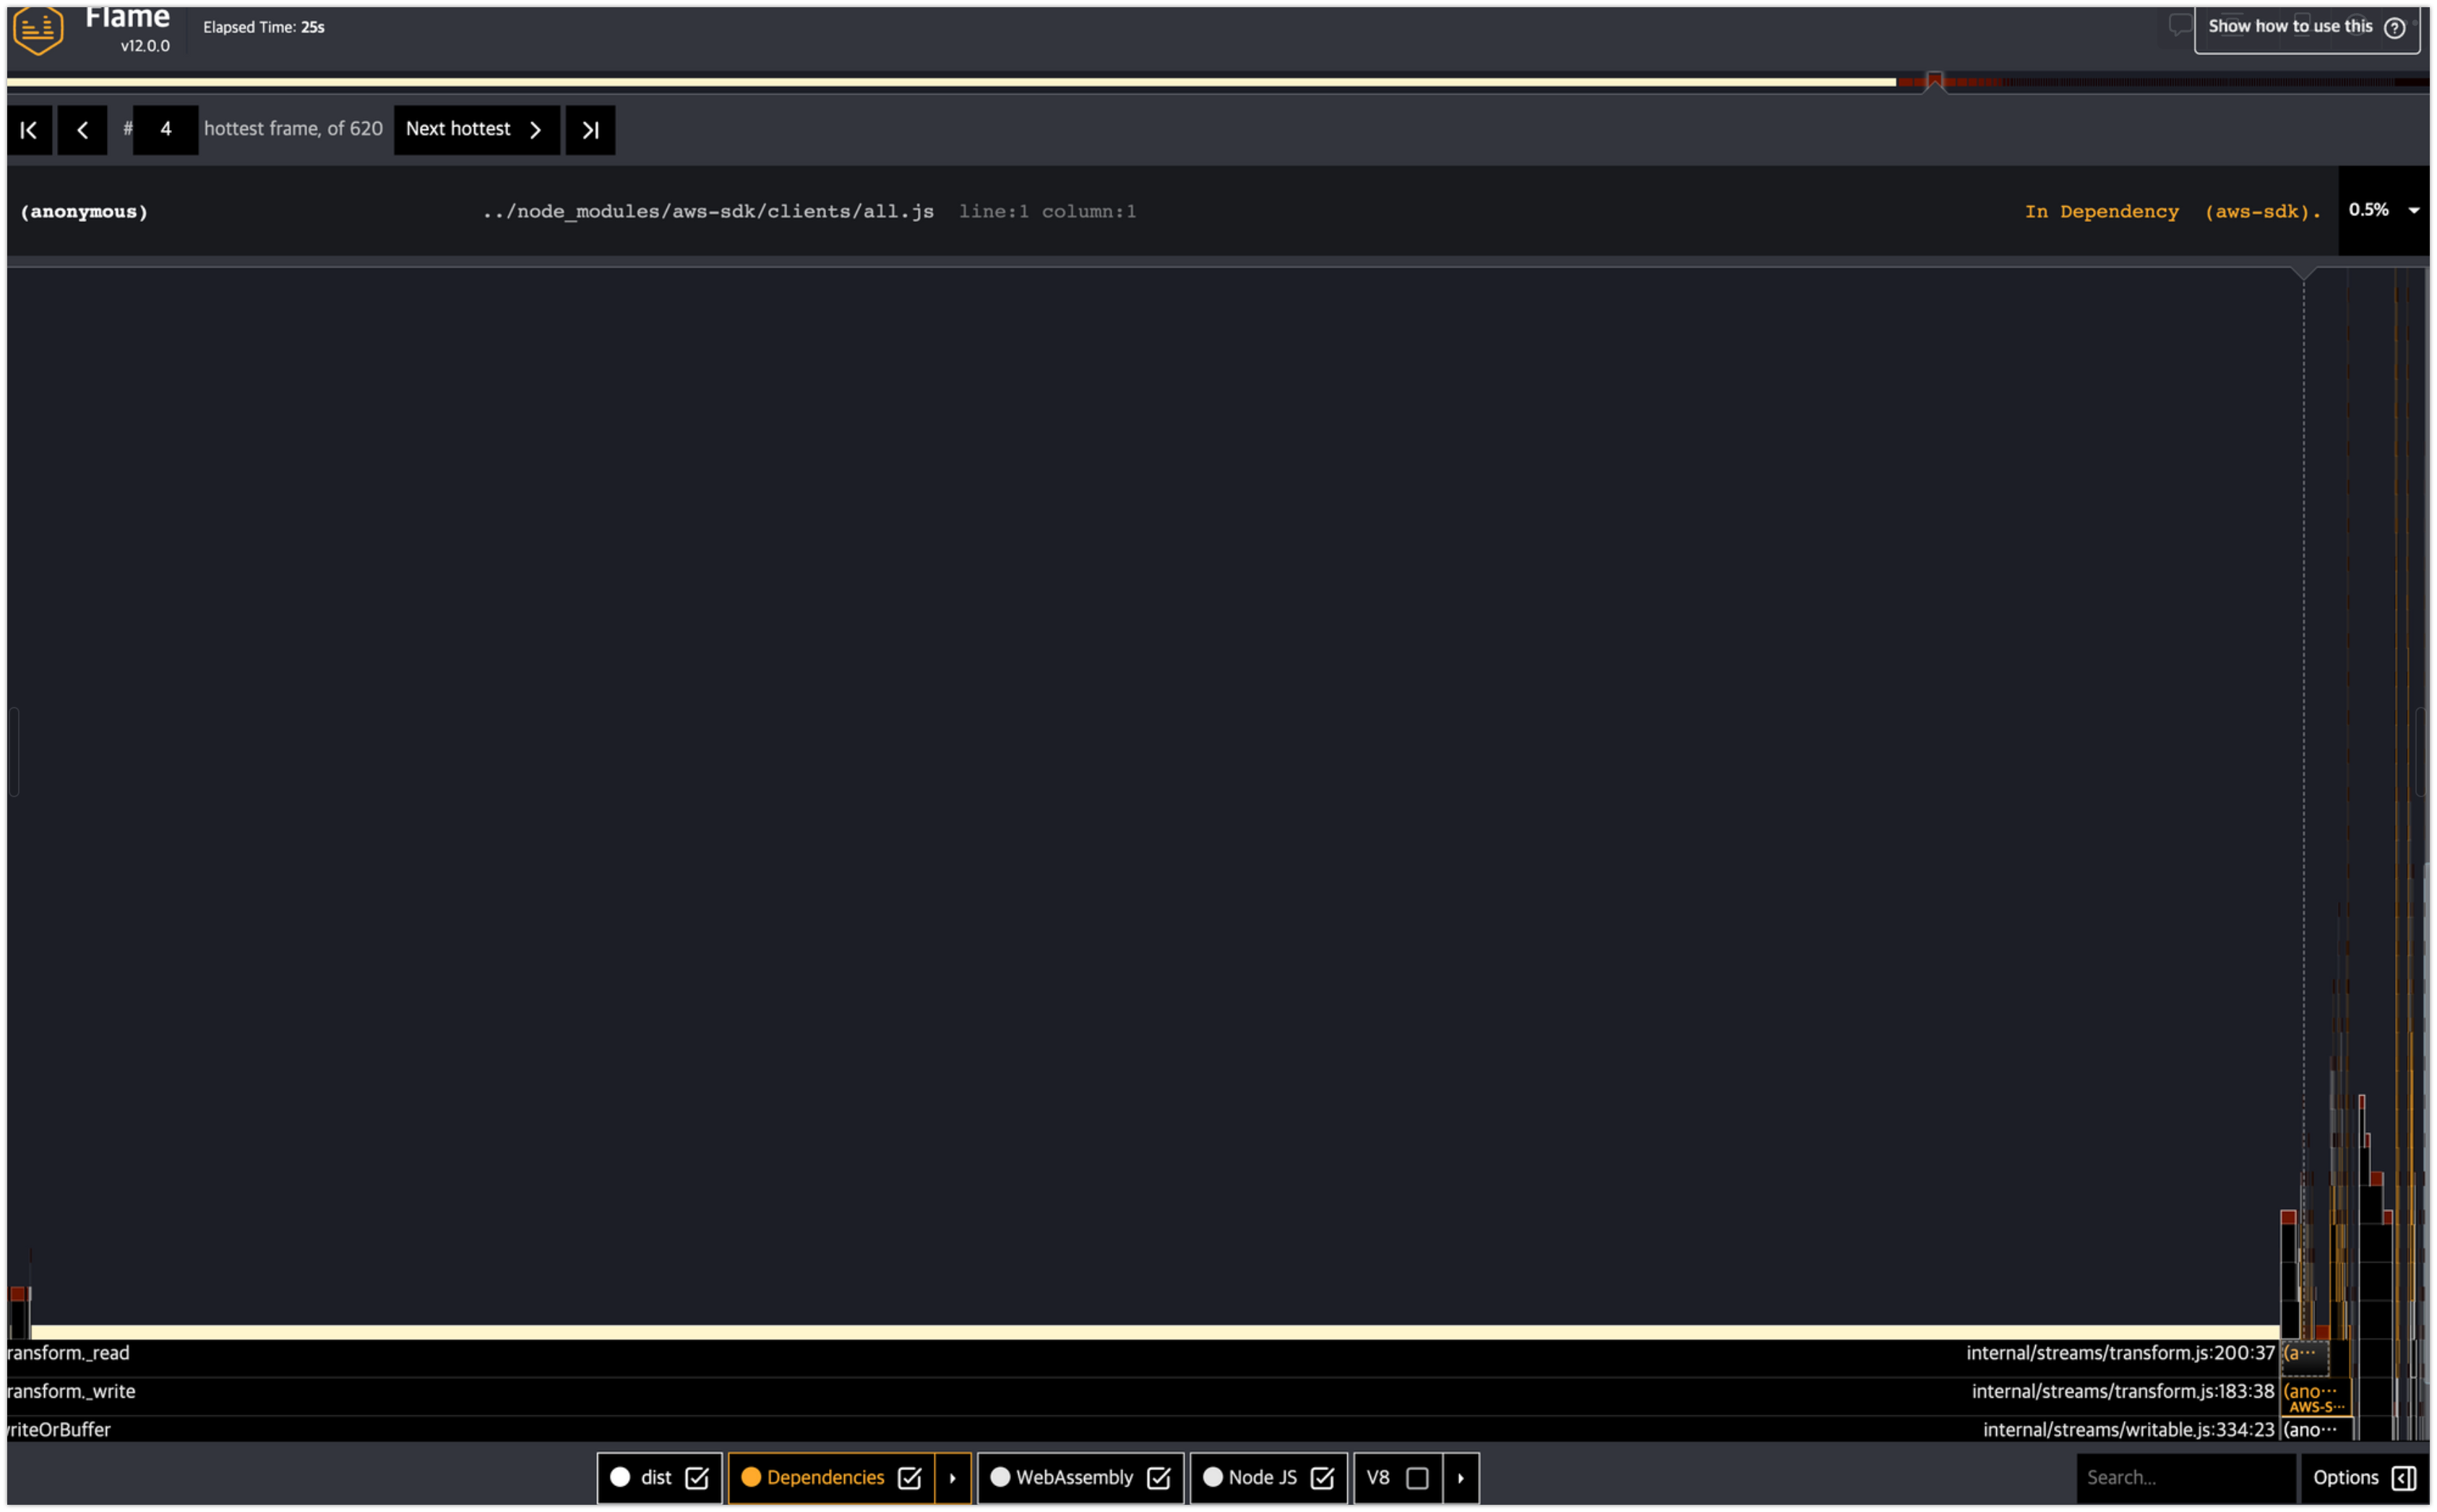 Flame
v12.0.0
Elapsed Time: 25s
Show how to use this
# 4 hottest frame, of 620 Next hottest
(anonymous) ../node_modules/aws-sdk/clients/all.js line:1 column:1 In Dependency (aws-sdk). 0.5%
ransform._read internal/streams/transform.js:200:37 (a···
ransform._write internal/streams/transform.js:183:38 (ano···
AWS-S···
riteOrBuffer internal/streams/writable.js:334:23 (ano···
dist Dependencies WebAssembly Node JS V8 Search... Options